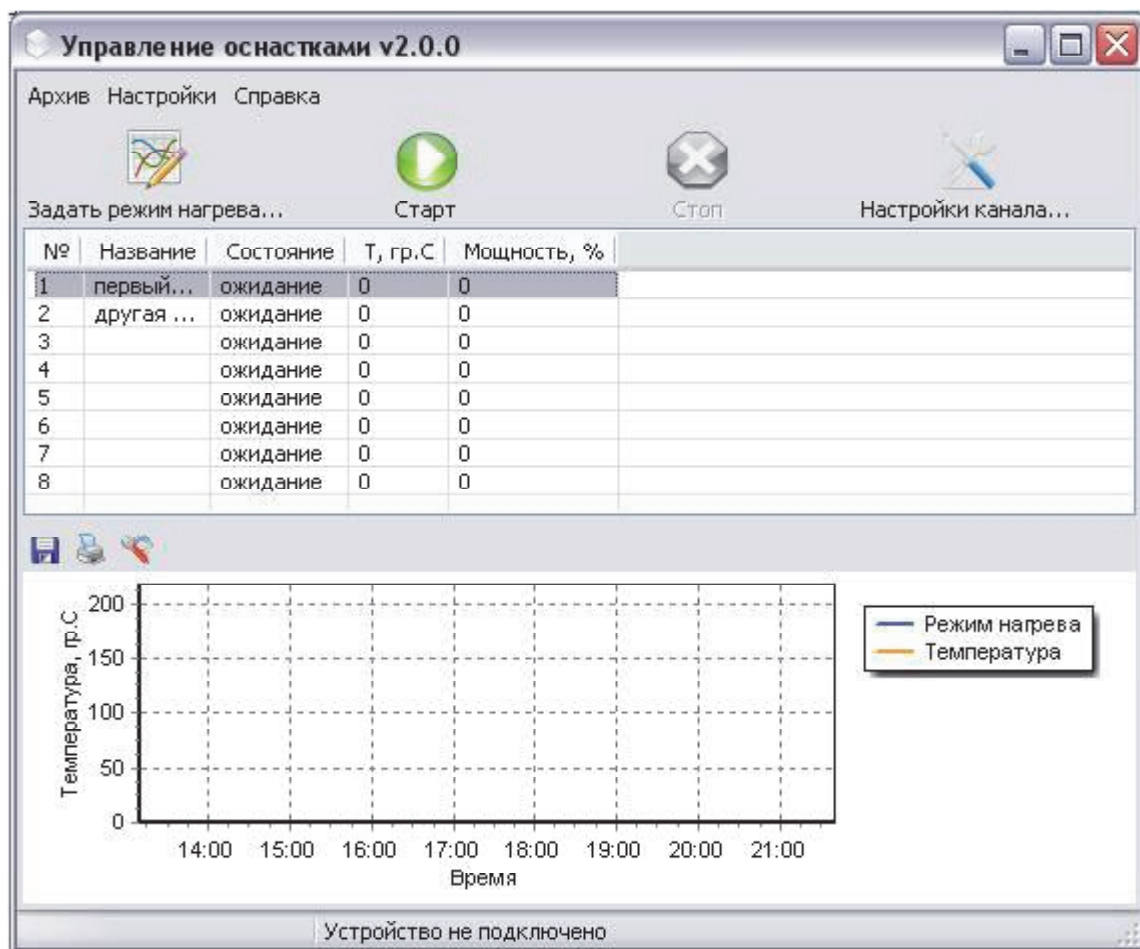 Управление оснастками v2.0.0
Архив Настройки Справка
Задать режим нагрева... Старт Стоп Настройки канала...
№ Название Состояние Т, гр.С Мощность, %
1 первый... ожидание 0 0
2 другая ... ожидание 0 0
3 ожидание 0 0
4 ожидание 0 0
5 ожидание 0 0
6 ожидание 0 0
7 ожидание 0 0
8 ожидание 0 0
Температура, гр.С
200
150
100
50
0
14:00 15:00 16:00 17:00 18:00 19:00 20:00 21:00
Время
Режим нагрева
Температура
Устройство не подключено